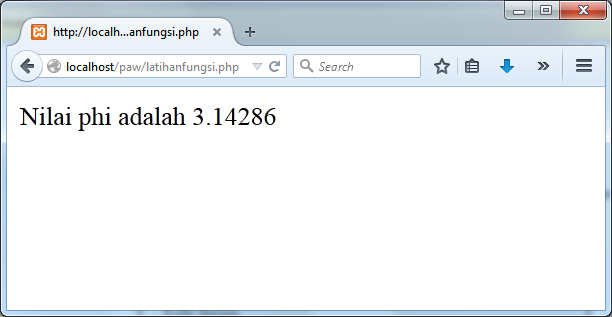 http://localh...anfungsi.php
localhost/paw/latihanfungsi.php
Search
Nilai phi adalah 3.14286